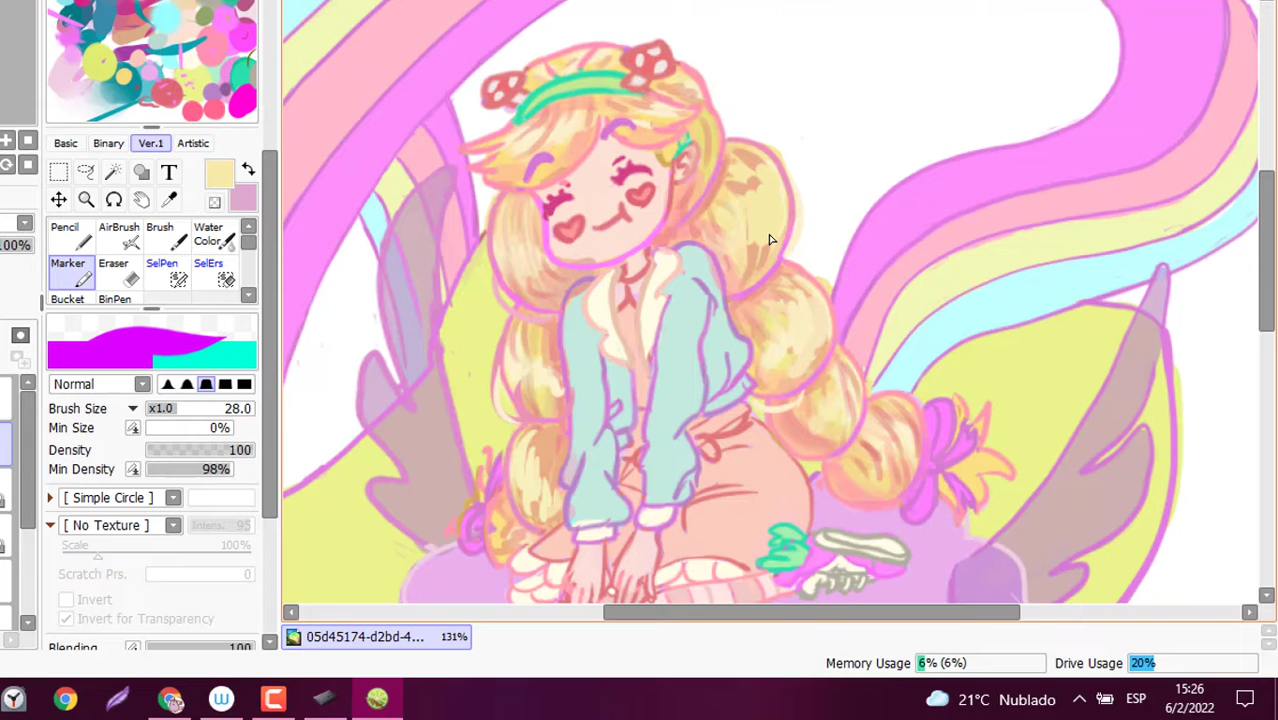 Basic Binary Ver.1 Artistic
T
Pencil AirBrush Brush Water Color
Marker Eraser SelPen SelErs
Bucket BinPen
100%
Normal
Brush Size x1.0 28.0
Min Size 0%
Density 100
Min Density 98%
[ Simple Circle ]
[ No Texture ] Intens. 95
Scale 100%
Scratch Prs. 0
Invert
Invert for Transparency
Blending 100
05d45174-d2bd-4... 131%
Memory Usage 6% (6%) Drive Usage 20%
W 21°C Nublado ESP 15:26
6/2/2022